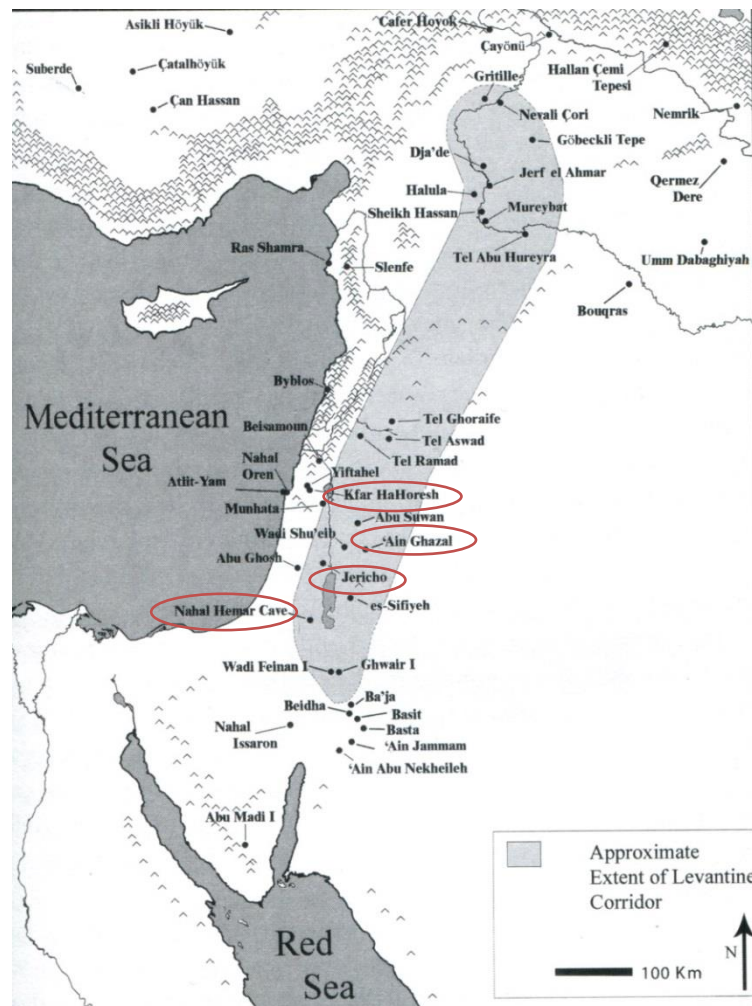 Asikli Höyük
Cafer Hoyok
Çayönü
Suberde
Çatalhöyük
Hallan Çemi
Tepesi
Gritille
Çan Hassan
Nevali Çori
Nemrik
Göbeckli Tepe
Dja'de
Jerf el Ahmar
Qermez
Dere
Halula
Mureybat
Sheikh Hassan
Ras Shamra
Slenfe
Tel Abu Hureyra
Umm Dabaghiyah
Bouqras
Byblos
Mediterranean
Sea
Tel Ghoraife
Beisamoun
Tel Aswad
Nahal
Oren
Tel Ramad
Yiftahel
Atlit-Yam
Kfar HaHoresh
Munhata
Abu Suwan
Wadi Shu'eib
'Ain Ghazal
Abu Ghosh
Jericho
Nahal Hemar Cave
es-Sifiyeh
Wadi Feinan I
Ghwair I
Ba'ja
Beidha
Basit
Nahal
Issaron
Basta
'Ain Jammam
'Ain Abu Nekheileh
Abu Madi I
Approximate
Extent of Levantine
Corridor
Red
Sea
N
100 Km